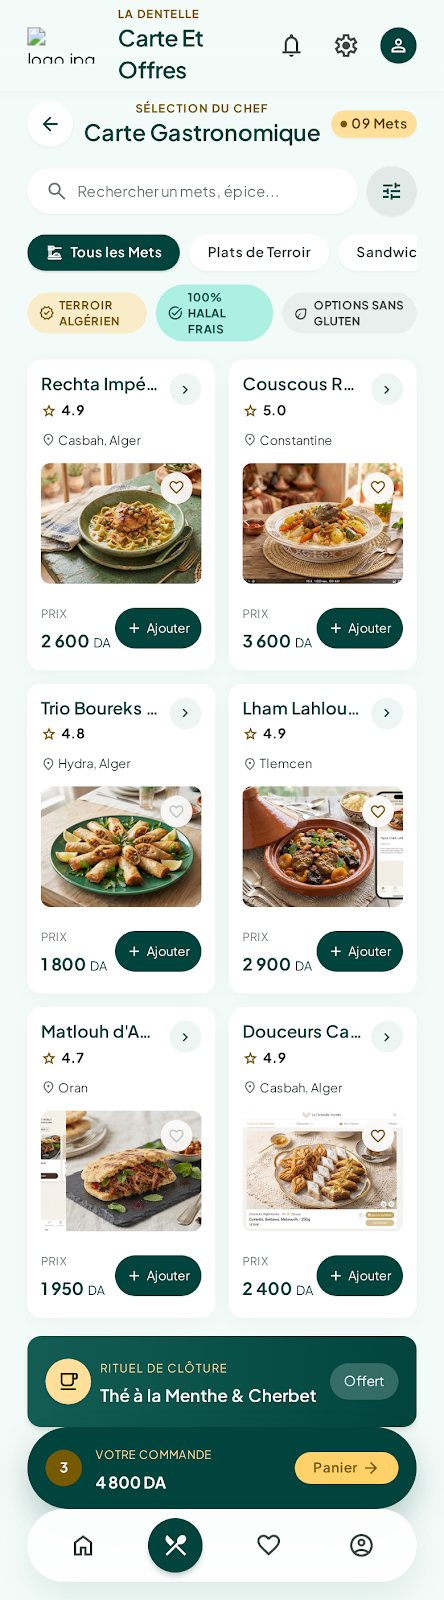 LA DENTELLE
logo.jpg
Carte Et
Offres
SÉLECTION DU CHEF
Carte Gastronomique
09 Mets
Rechercher un mets, épice...
Tous les Mets
Plats de Terroir
Sandwic
TERROIR
ALGÉRIEN
100%
HALAL
FRAIS
OPTIONS SANS
GLUTEN
Rechta Impé...
4.9
Casbah, Alger
PRIX
2 600 DA
+ Ajouter
Couscous R...
5.0
Constantine
PRIX
3 600 DA
+ Ajouter
Trio Boureks ...
4.8
Hydra, Alger
PRIX
1 800 DA
+ Ajouter
Lham Lahlou...
4.9
Tlemcen
PRIX
2 900 DA
+ Ajouter
Matlouh d'A...
4.7
Oran
PRIX
1 950 DA
+ Ajouter
Douceurs Ca...
4.9
Casbah, Alger
PRIX
2 400 DA
+ Ajouter
RITUEL DE CLÔTURE
Thé à la Menthe & Cherbet
Offert
3
VOTRE COMMANDE
4 800 DA
Panier →